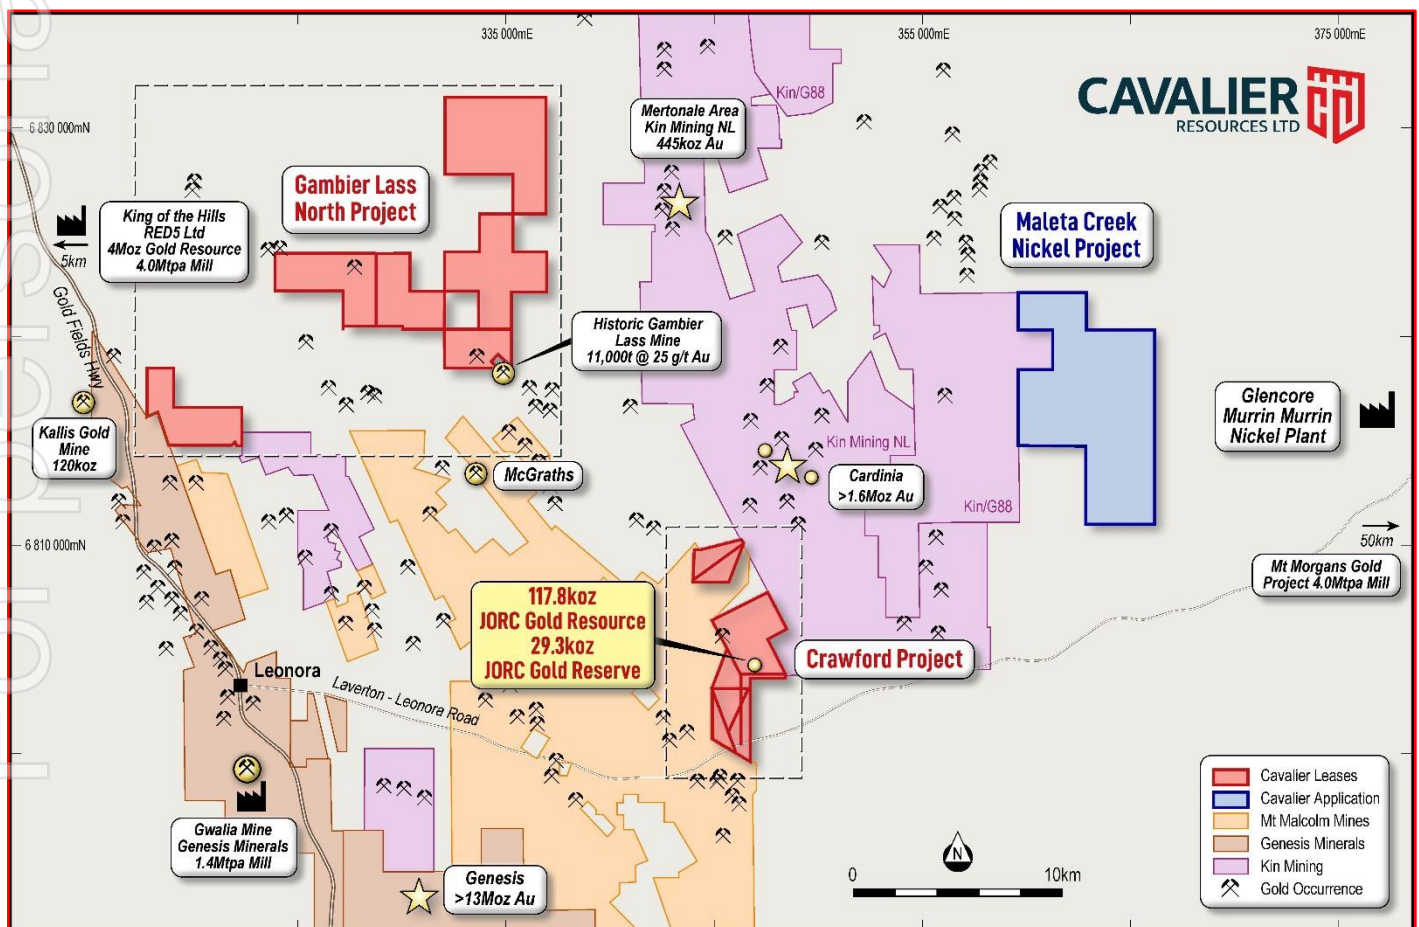 335 000mE
355 000mE
375 000mE
6 830 000mN
6 810 000mN
CAVALIER
RESOURCES LTD
Kin/G88
Mertonale Area
Kin Mining NL
445koz Au
Gambier Lass
North Project
King of the Hills
RED5 Ltd
4Moz Gold Resource
4.0Mtpa Mill
5km
Gold Fields Hwy
Maleta Creek
Nickel Project
Historic Gambier
Lass Mine
11,000t @ 25 g/t Au
Kallis Gold
Mine
120koz
McGraths
Kin Mining NL
Cardinia
>1.6Moz Au
Kin/G88
Glencore
Murrin Murrin
Nickel Plant
50km
Mt Morgans Gold
Project 4.0Mtpa Mill
117.8koz
JORC Gold Resource
29.3koz
JORC Gold Reserve
Crawford Project
Leonora
Laverton - Leonora Road
Gwalia Mine
Genesis Minerals
1.4Mtpa Mill
Genesis
>13Moz Au
N
0
10km
Cavalier Leases
Cavalier Application
Mt Malcolm Mines
Genesis Minerals
Kin Mining
Gold Occurrence